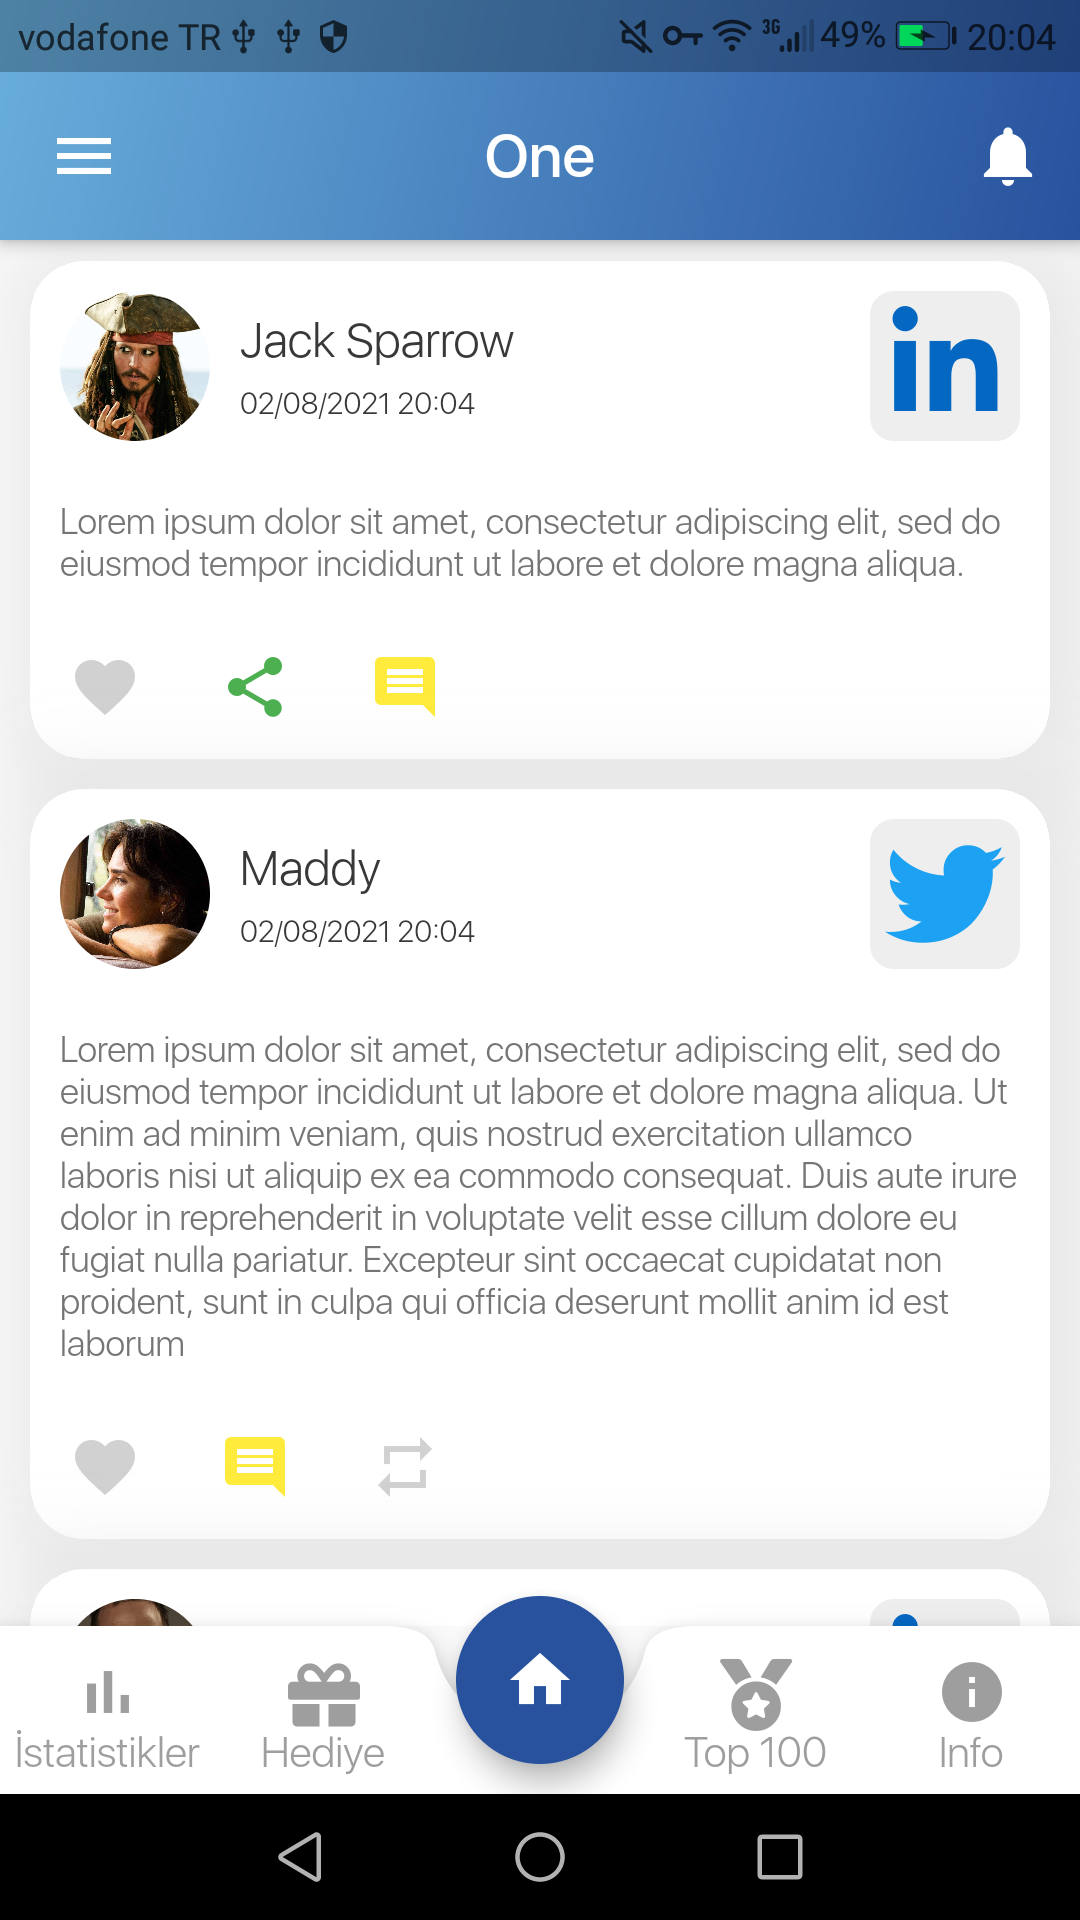 vodafone TR 3G 49% 20:04
One
Jack Sparrow
02/08/2021 20:04
in
Lorem ipsum dolor sit amet, consectetur adipiscing elit, sed do
eiusmod tempor incididunt ut labore et dolore magna aliqua.
Maddy
02/08/2021 20:04
Lorem ipsum dolor sit amet, consectetur adipiscing elit, sed do
eiusmod tempor incididunt ut labore et dolore magna aliqua. Ut
enim ad minim veniam, quis nostrud exercitation ullamco
laboris nisi ut aliquip ex ea commodo consequat. Duis aute irure
dolor in reprehenderit in voluptate velit esse cillum dolore eu
fugiat nulla pariatur. Excepteur sint occaecat cupidatat non
proident, sunt in culpa qui officia deserunt mollit anim id est
laborum
İstatistikler Hediye Top 100 Info